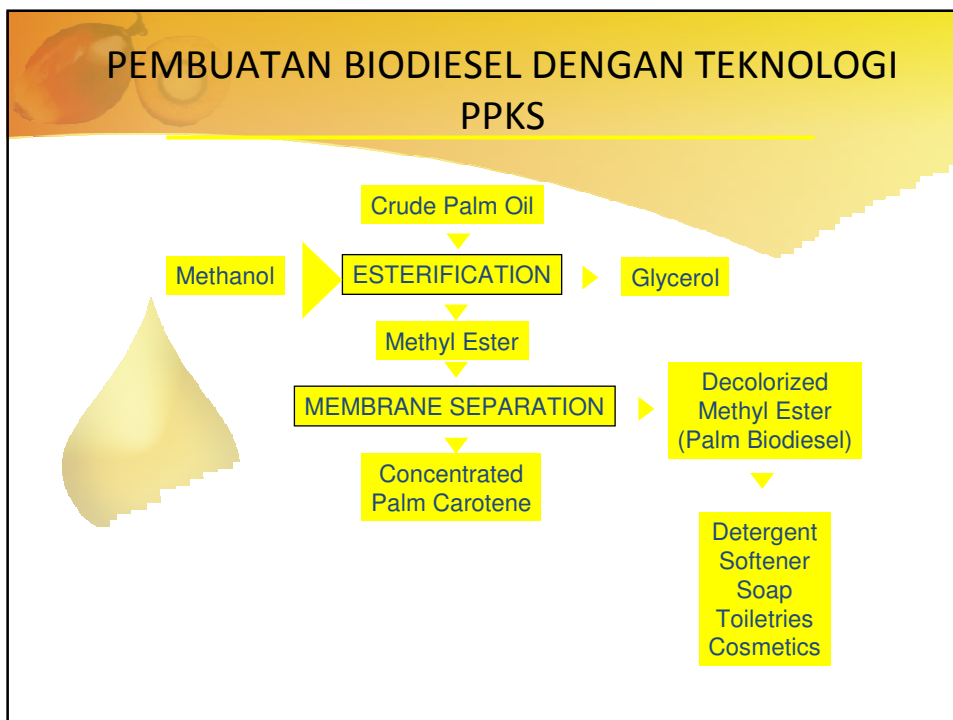 PEMBUATAN BIODIESEL DENGAN TEKNOLOGI
PPKS
Crude Palm Oil
Methanol
ESTERIFICATION
Glycerol
Methyl Ester
MEMBRANE SEPARATION
Decolorized
Methyl Ester
(Palm Biodiesel)
Concentrated
Palm Carotene
Detergent
Softener
Soap
Toiletries
Cosmetics